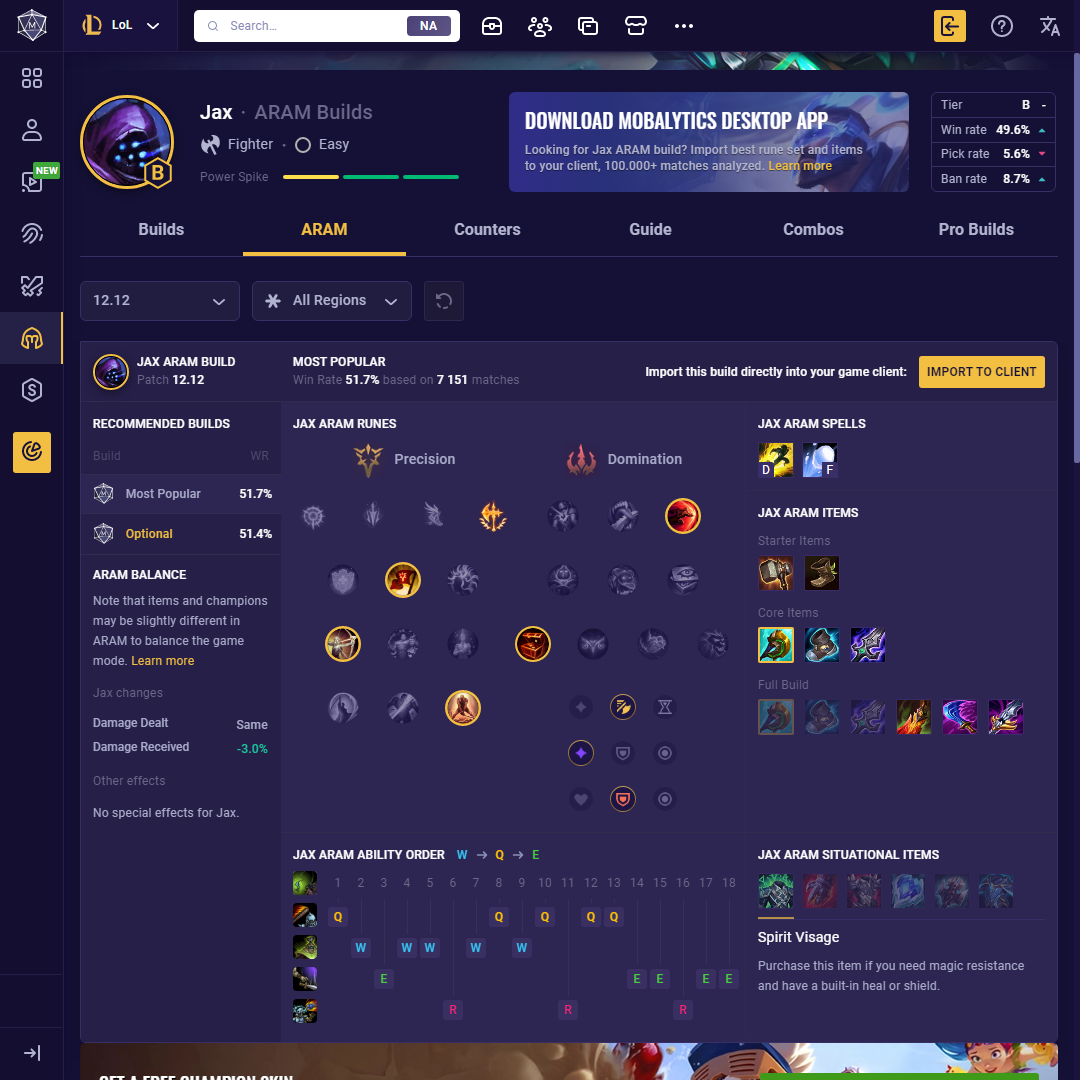 LoL
Search...
NA
NEW
Jax · ARAM Builds
Fighter · Easy
Power Spike
B
DOWNLOAD MOBALYTICS DESKTOP APP
Looking for Jax ARAM build? Import best rune set and items
to your client, 100.000+ matches analyzed. Learn more
Tier B -
Win rate 49.6%
Pick rate 5.6%
Ban rate 8.7%
Builds
ARAM
Counters
Guide
Combos
Pro Builds
12.12
All Regions
JAX ARAM BUILD
Patch 12.12
MOST POPULAR
Win Rate 51.7% based on 7 151 matches
Import this build directly into your game client:
IMPORT TO CLIENT
RECOMMENDED BUILDS
Build WR
Most Popular 51.7%
Optional 51.4%
ARAM BALANCE
Note that items and champions
may be slightly different in
ARAM to balance the game
mode. Learn more
Jax changes
Damage Dealt Same
Damage Received -3.0%
Other effects
No special effects for Jax.
JAX ARAM RUNES
Precision
Domination
JAX ARAM SPELLS
D
F
JAX ARAM ITEMS
Starter Items
Core Items
Full Build
JAX ARAM ABILITY ORDER W → Q → E
1 2 3 4 5 6 7 8 9 10 11 12 13 14 15 16 17 18
Q Q Q Q Q
W W W W W
E E E E E
R R R
JAX ARAM SITUATIONAL ITEMS
Spirit Visage
Purchase this item if you need magic resistance
and have a built-in heal or shield.
GET A FREE CHAMPION SKIN